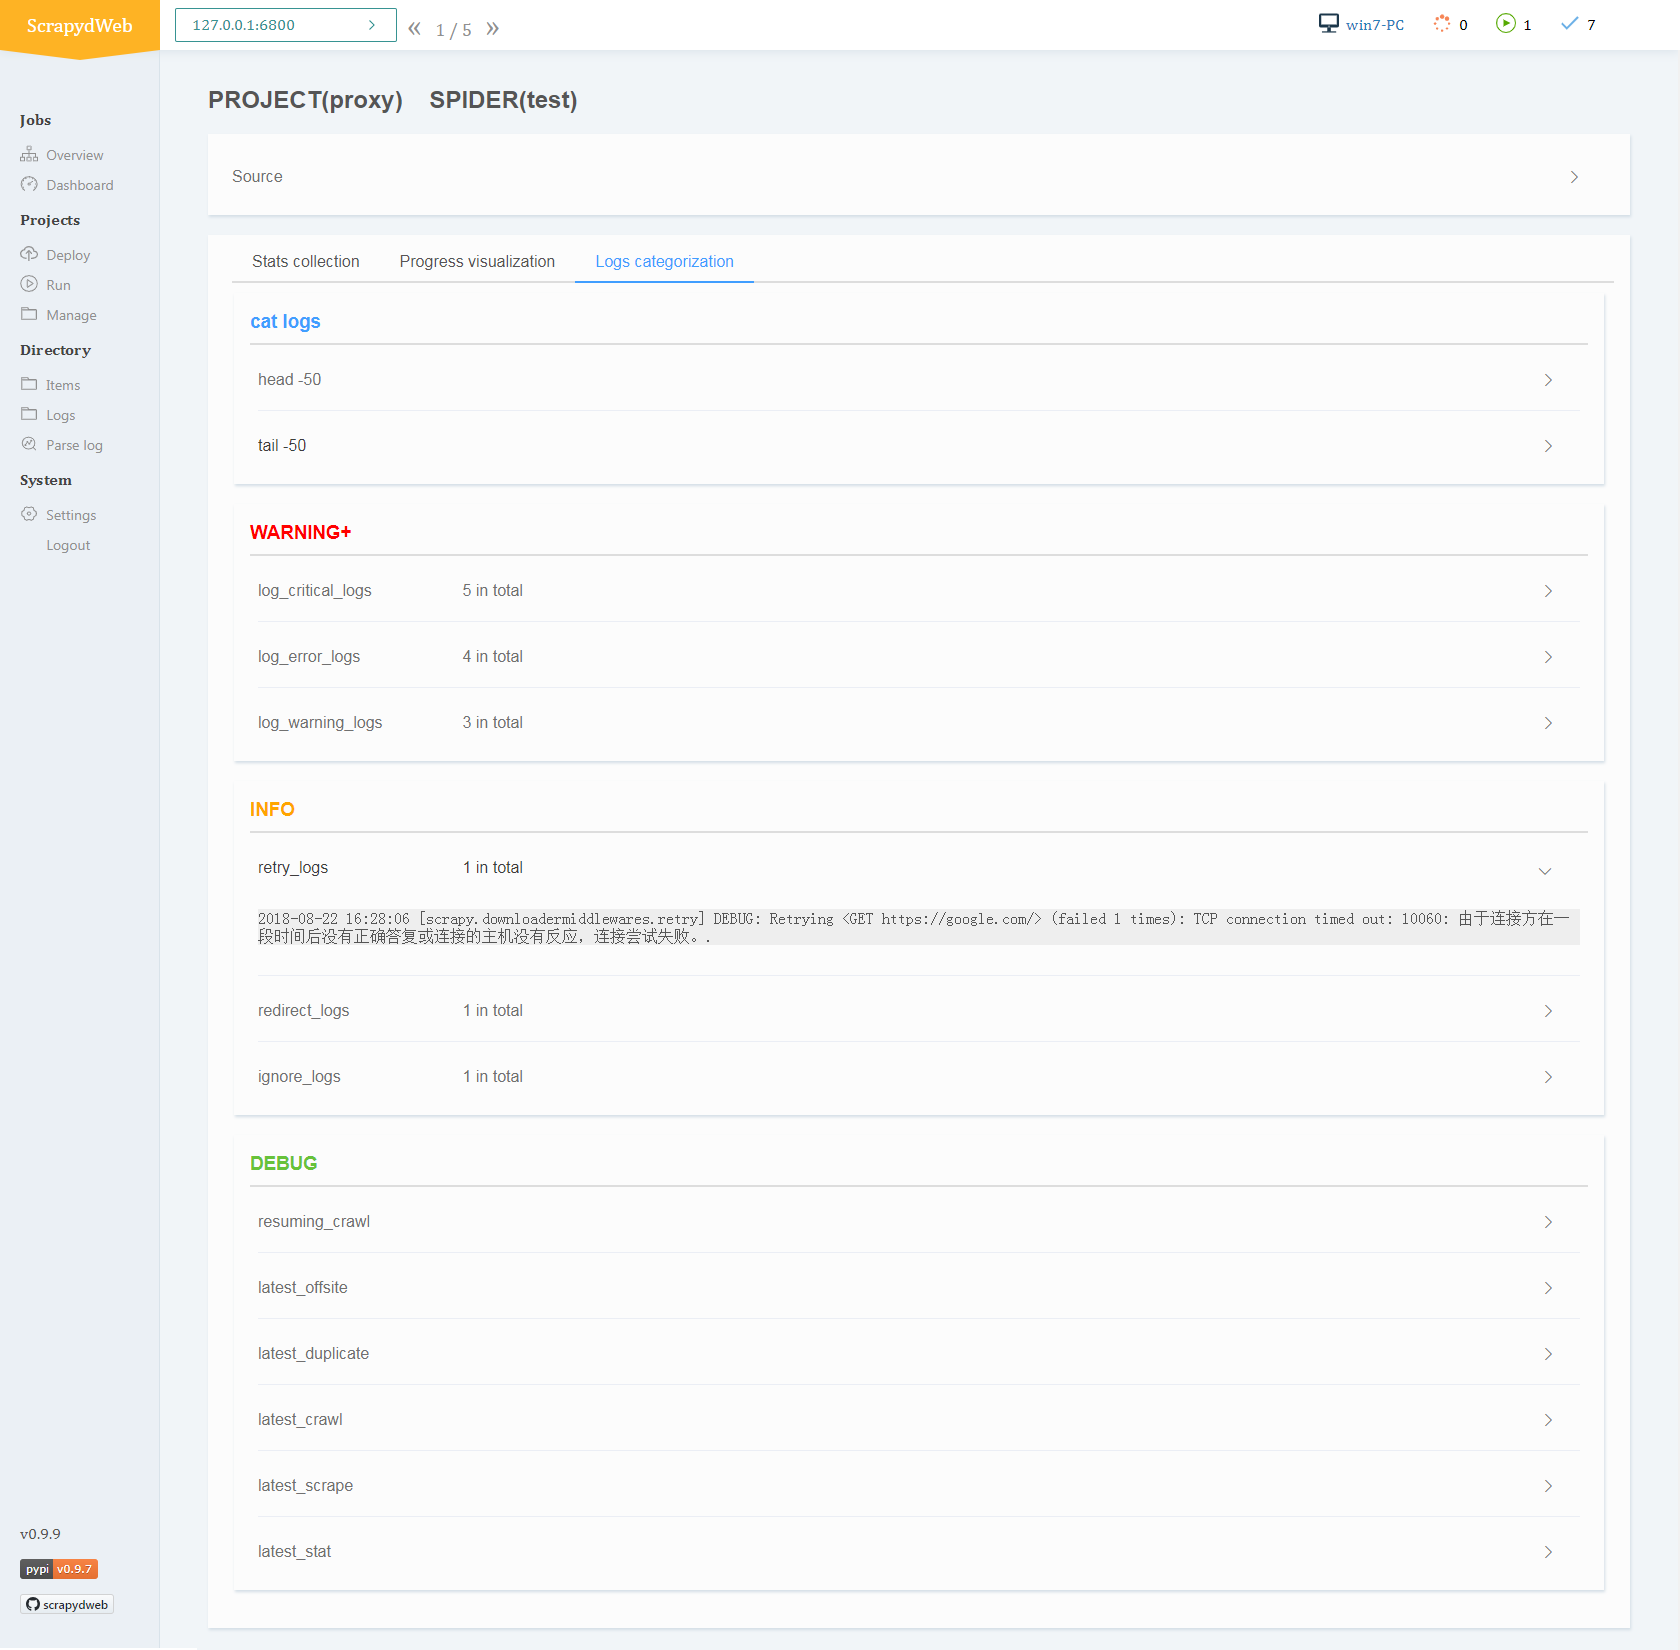 ScrapydWeb
127.0.0.1:6800
« 1 / 5 »
win7-PC 0 1 7
Jobs
Overview
Dashboard
Projects
Deploy
Run
Manage
Directory
Items
Logs
Parse log
System
Settings
Logout
v0.9.9
pypi v0.9.7
scrapydweb
PROJECT(proxy) SPIDER(test)
Source
Stats collection Progress visualization Logs categorization
cat logs
head -50
tail -50
WARNING+
log_critical_logs 5 in total
log_error_logs 4 in total
log_warning_logs 3 in total
INFO
retry_logs 1 in total
2018-08-22 16:28:06 [scrapy.downloadermiddlewares.retry] DEBUG: Retrying <GET https://google.com/> (failed 1 times): TCP connection timed out: 10060: 由于连接方在一
段时间后没有正确答复或连接的主机没有反应，连接尝试失败。.
redirect_logs 1 in total
ignore_logs 1 in total
DEBUG
resuming_crawl
latest_offsite
latest_duplicate
latest_crawl
latest_scrape
latest_stat